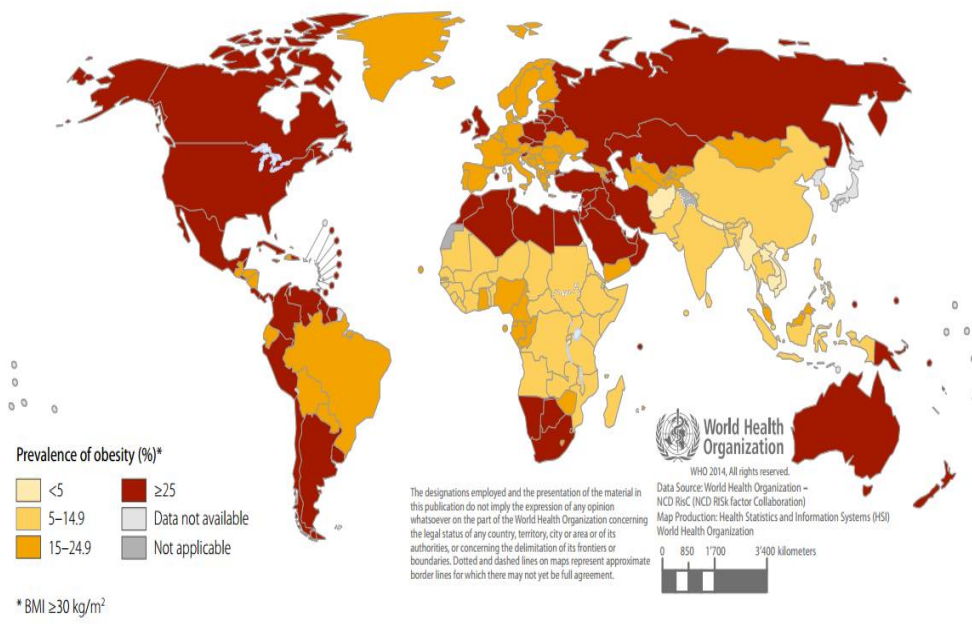 Prevalence of obesity (%)*
<5
5–14.9
15–24.9
≥25
Data not available
Not applicable
* BMI ≥30 kg/m²
The designations employed and the presentation of the material in
this publication do not imply the expression of any opinion
whatsoever on the part of the World Health Organization concerning
the legal status of any country, territory, city or area or of its
authorities, or concerning the delimitation of its frontiers or
boundaries. Dotted and dashed lines on maps represent approximate
border lines for which there may not yet be full agreement.
World Health
Organization
WHO 2014, All rights reserved.
Data Source: World Health Organization –
NCD RisC (NCD RISk factor Collaboration)
Map Production: Health Statistics and Information Systems (HSI)
World Health Organization
0 850 1700 3'400 kilometers